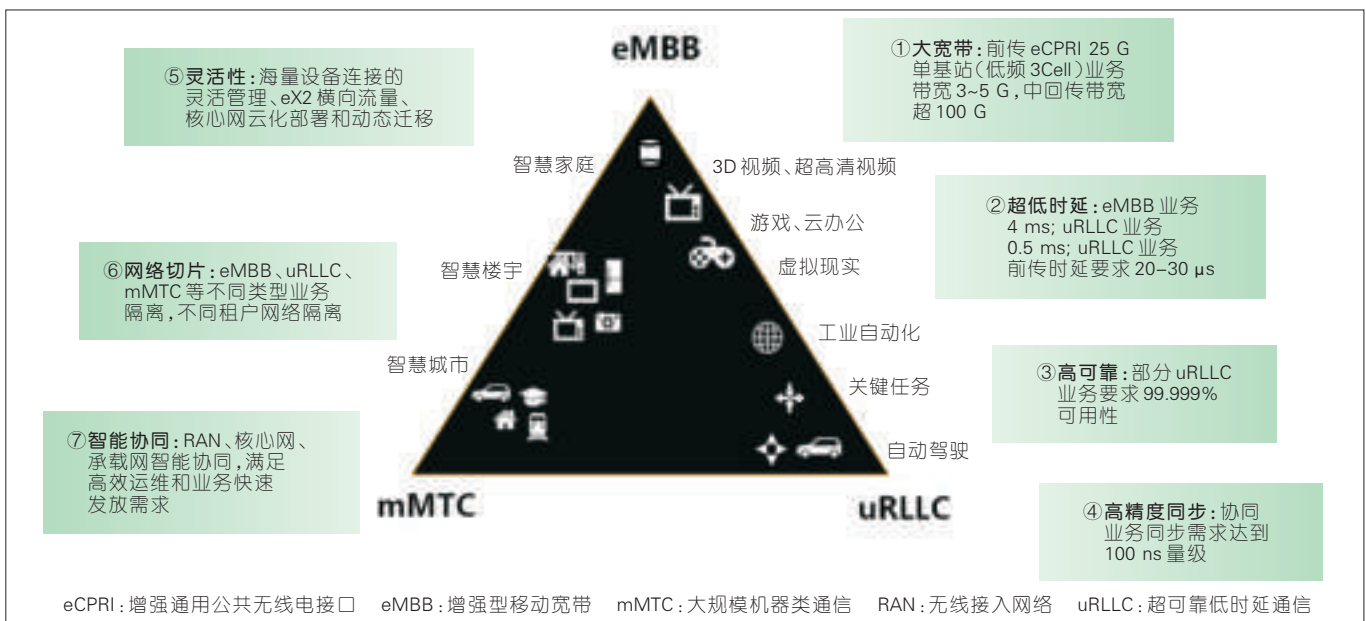 eMBB
①大宽带:前传 eCPRI 25 G
单基站(低频 3Cell)业务
带宽 3~5 G,中回传带宽
超 100 G
⑤灵活性:海量设备连接的
灵活管理、eX2 横向流量、
核心网云化部署和动态迁移
智慧家庭
3D 视频、超高清视频
②超低时延:eMBB 业务
4 ms; uRLLC 业务
0.5 ms; uRLLC 业务
前传时延要求 20–30 μs
游戏、云办公
⑥网络切片:eMBB、uRLLC、
mMTC 等不同类型业务
隔离,不同租户网络隔离
智慧楼宇
虚拟现实
工业自动化
智慧城市
③高可靠:部分 uRLLC
业务要求 99.999%
可用性
关键任务
⑦智能协同:RAN、核心网、
承载网智能协同,满足
高效运维和业务快速
发放需求
自动驾驶
mMTC
uRLLC
④高精度同步:协同
业务同步需求达到
100 ns 量级
eCPRI:增强通用公共无线电接口 eMBB:增强型移动宽带 mMTC:大规模机器类通信 RAN:无线接入网络 uRLLC:超可靠低时延通信